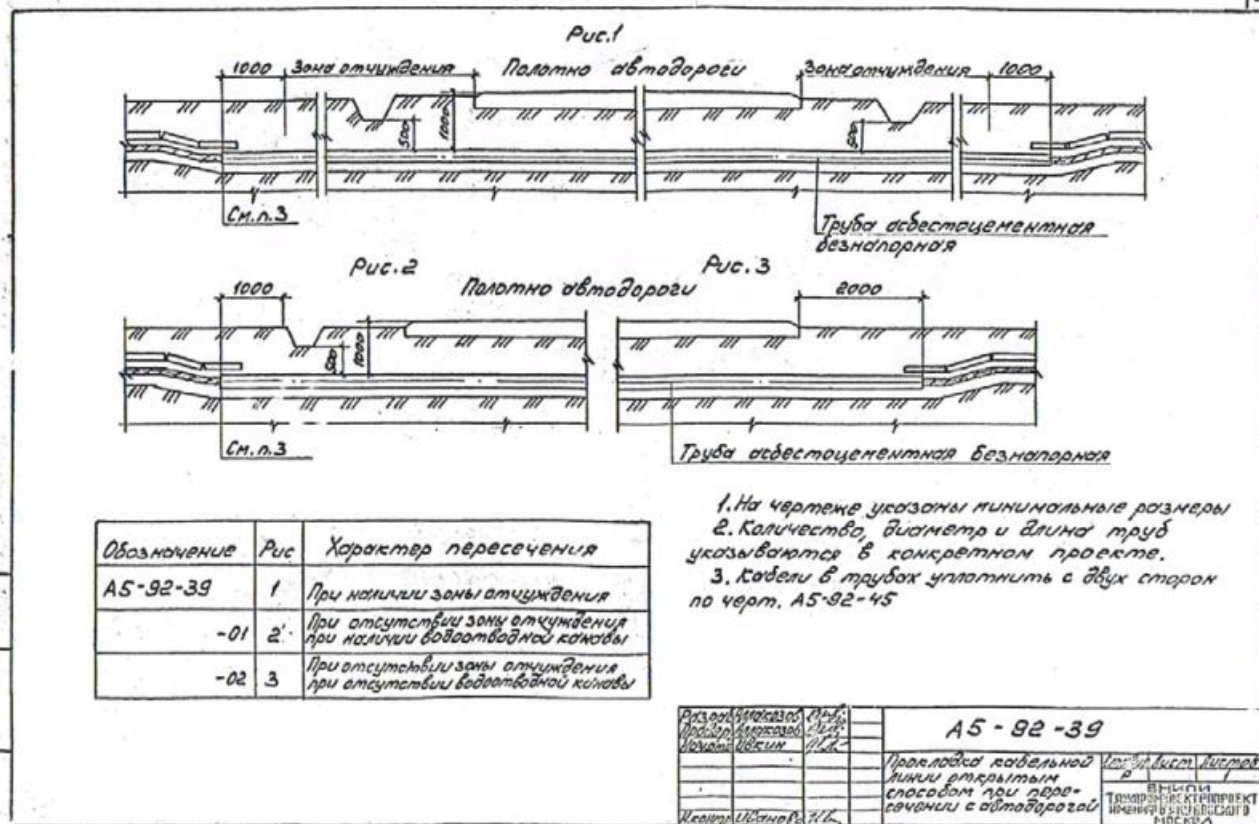 Рис.1
1000 Зона отчуждения Полотно автодороги Зона отчуждения 1000
500 1000 500
См.п.3
Труба асбестоцементная
безнапорная
Рис.2 Рис.3
1000 Полотно автодороги 2000
500 1000
См.п.3
Труба асбестоцементная безнапорная
1. На чертеже указаны минимальные размеры
2. Количество, диаметр и длина труб
указываются в конкретном проекте.
3. Кабели в трубах уплотнить с двух сторон
по черт. А5-92-45
Обозначение Рис Характер пересечения
А5-92-39 1 При наличии зоны отчуждения
-01 2 При отсутствии зоны отчуждения
при наличии водоотводной канавы
-02 3 При отсутствии зоны отчуждения
при отсутствии водоотводной канавы
А5-92-39
Прокладка кабельной
линии открытым
способом при пере-
сечении с автодорогой
Лист Листов
Р 1
Ивкин
ВНИПИ
МОСКВА